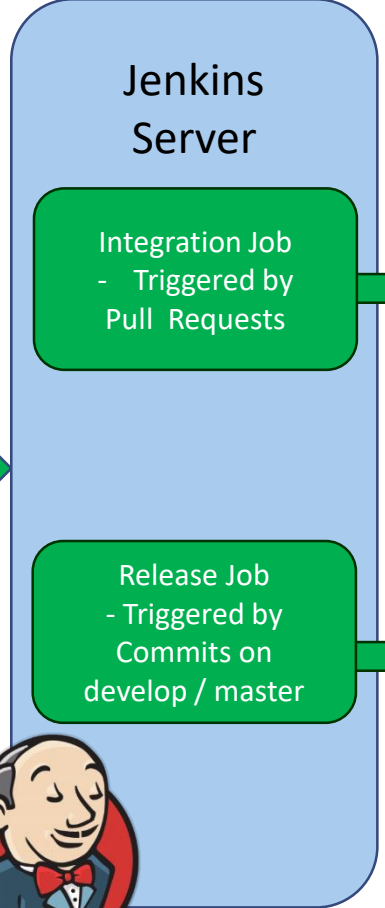 Jenkins
Server
Integration Job
- Triggered by
Pull Requests
Release Job
- Triggered by
Commits on
develop / master